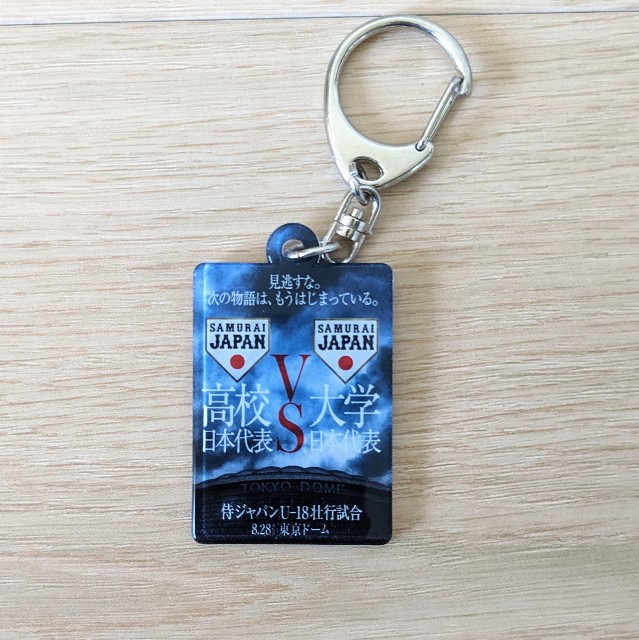 見逃すな。
次の物語は、もうはじまっている。
SAMURAI JAPAN
SAMURAI JAPAN
VS
高校 大学
日本代表 日本代表
TOKYO DOME
侍ジャパンU-18壮行試合
8.28 東京ドーム